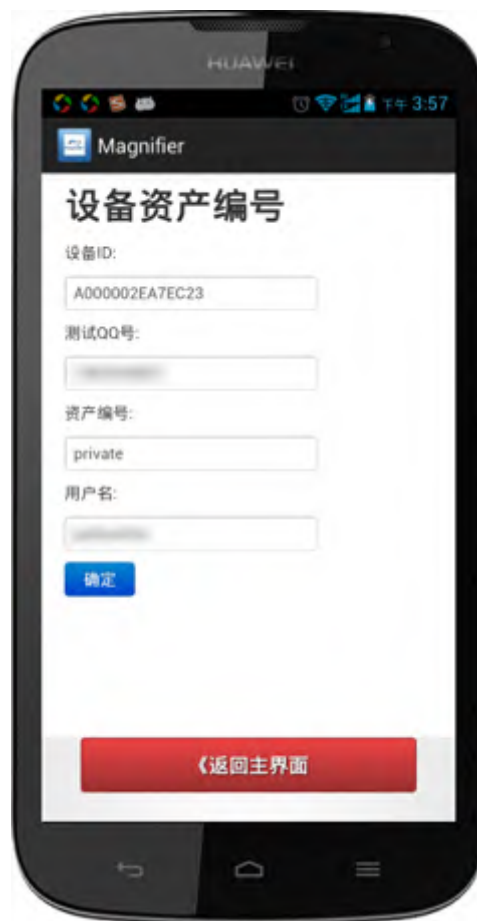 HUAWEI
下午 3:57
Magnifier
设备资产编号
设备ID:
A000002EA7EC23
测试QQ号:
资产编号:
private
用户名:
确定
《返回主界面